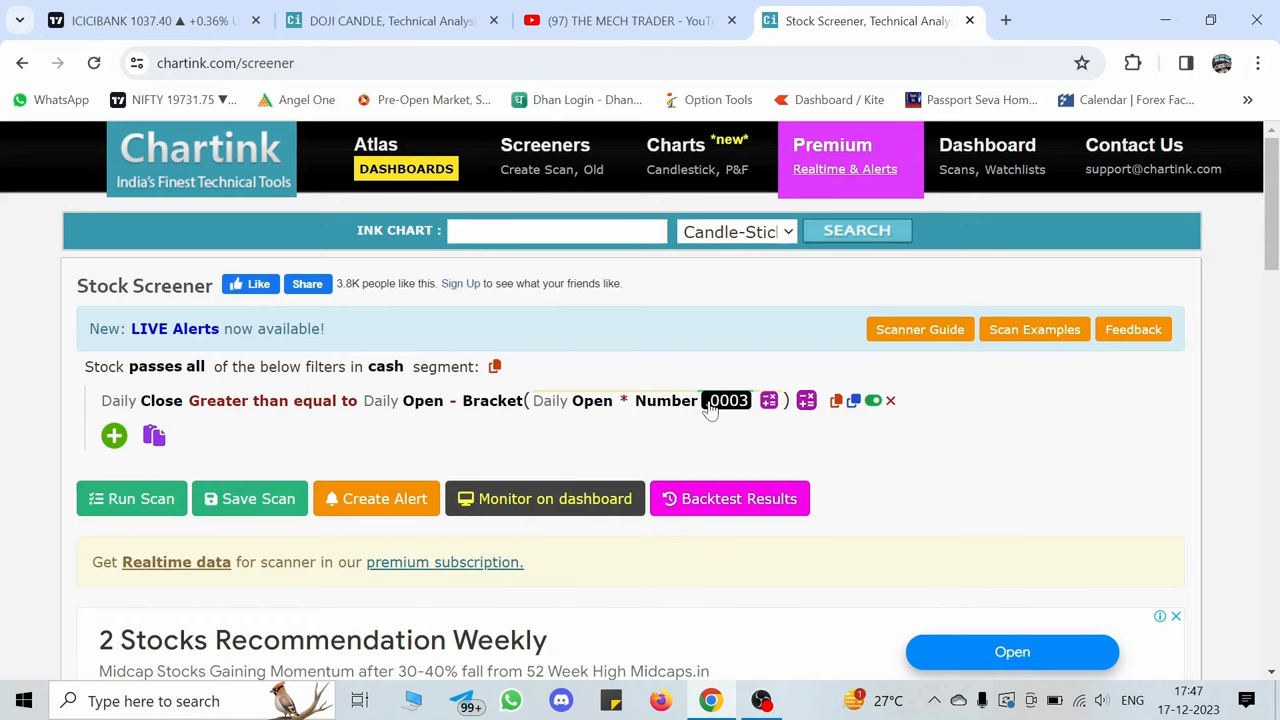 ICICIBANK 1037.40 ▲ +0.36% U
DOJI CANDLE, Technical Analys
(97) THE MECH TRADER - YouT
Stock Screener, Technical Analy
chartink.com/screener
WhatsApp
NIFTY 19731.75 ▼...
Angel One
Pre-Open Market, S...
Dhan Login - Dhan...
Option Tools
Dashboard / Kite
Passport Seva Hom...
Calendar | Forex Fac...
Chartink
India's Finest Technical Tools
Atlas
DASHBOARDS
Screeners
Create Scan, Old
Charts *new*
Candlestick, P&F
Premium
Realtime & Alerts
Dashboard
Scans, Watchlists
Contact Us
support@chartink.com
INK CHART :
Candle-Stick
SEARCH
Stock Screener
Like
Share
3.8K people like this. Sign Up to see what your friends like.
New: LIVE Alerts now available!
Scanner Guide
Scan Examples
Feedback
Stock passes all of the below filters in cash segment:
Daily Close Greater than equal to Daily Open - Bracket( Daily Open * Number .0003 )
Run Scan
Save Scan
Create Alert
Monitor on dashboard
Backtest Results
Get Realtime data for scanner in our premium subscription.
2 Stocks Recommendation Weekly
Midcap Stocks Gaining Momentum after 30-40% fall from 52 Week High Midcaps.in
Open
Type here to search
99+
1
27°C
ENG
17:47
17-12-2023